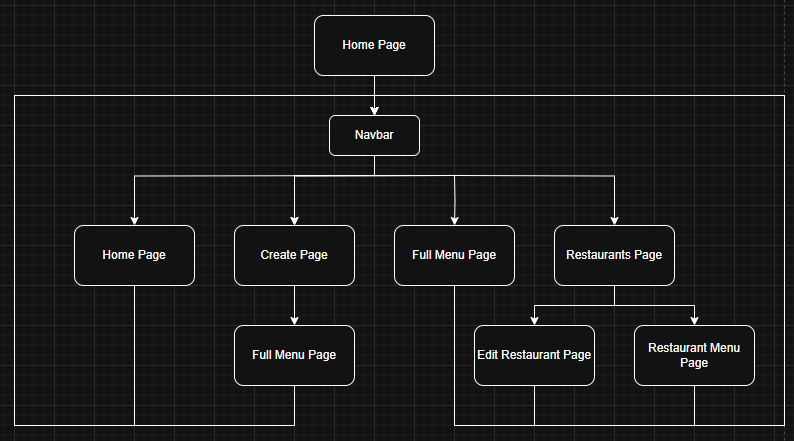 Home Page
Navbar
Home Page
Create Page
Full Menu Page
Restaurants Page
Full Menu Page
Edit Restaurant Page
Restaurant Menu
Page